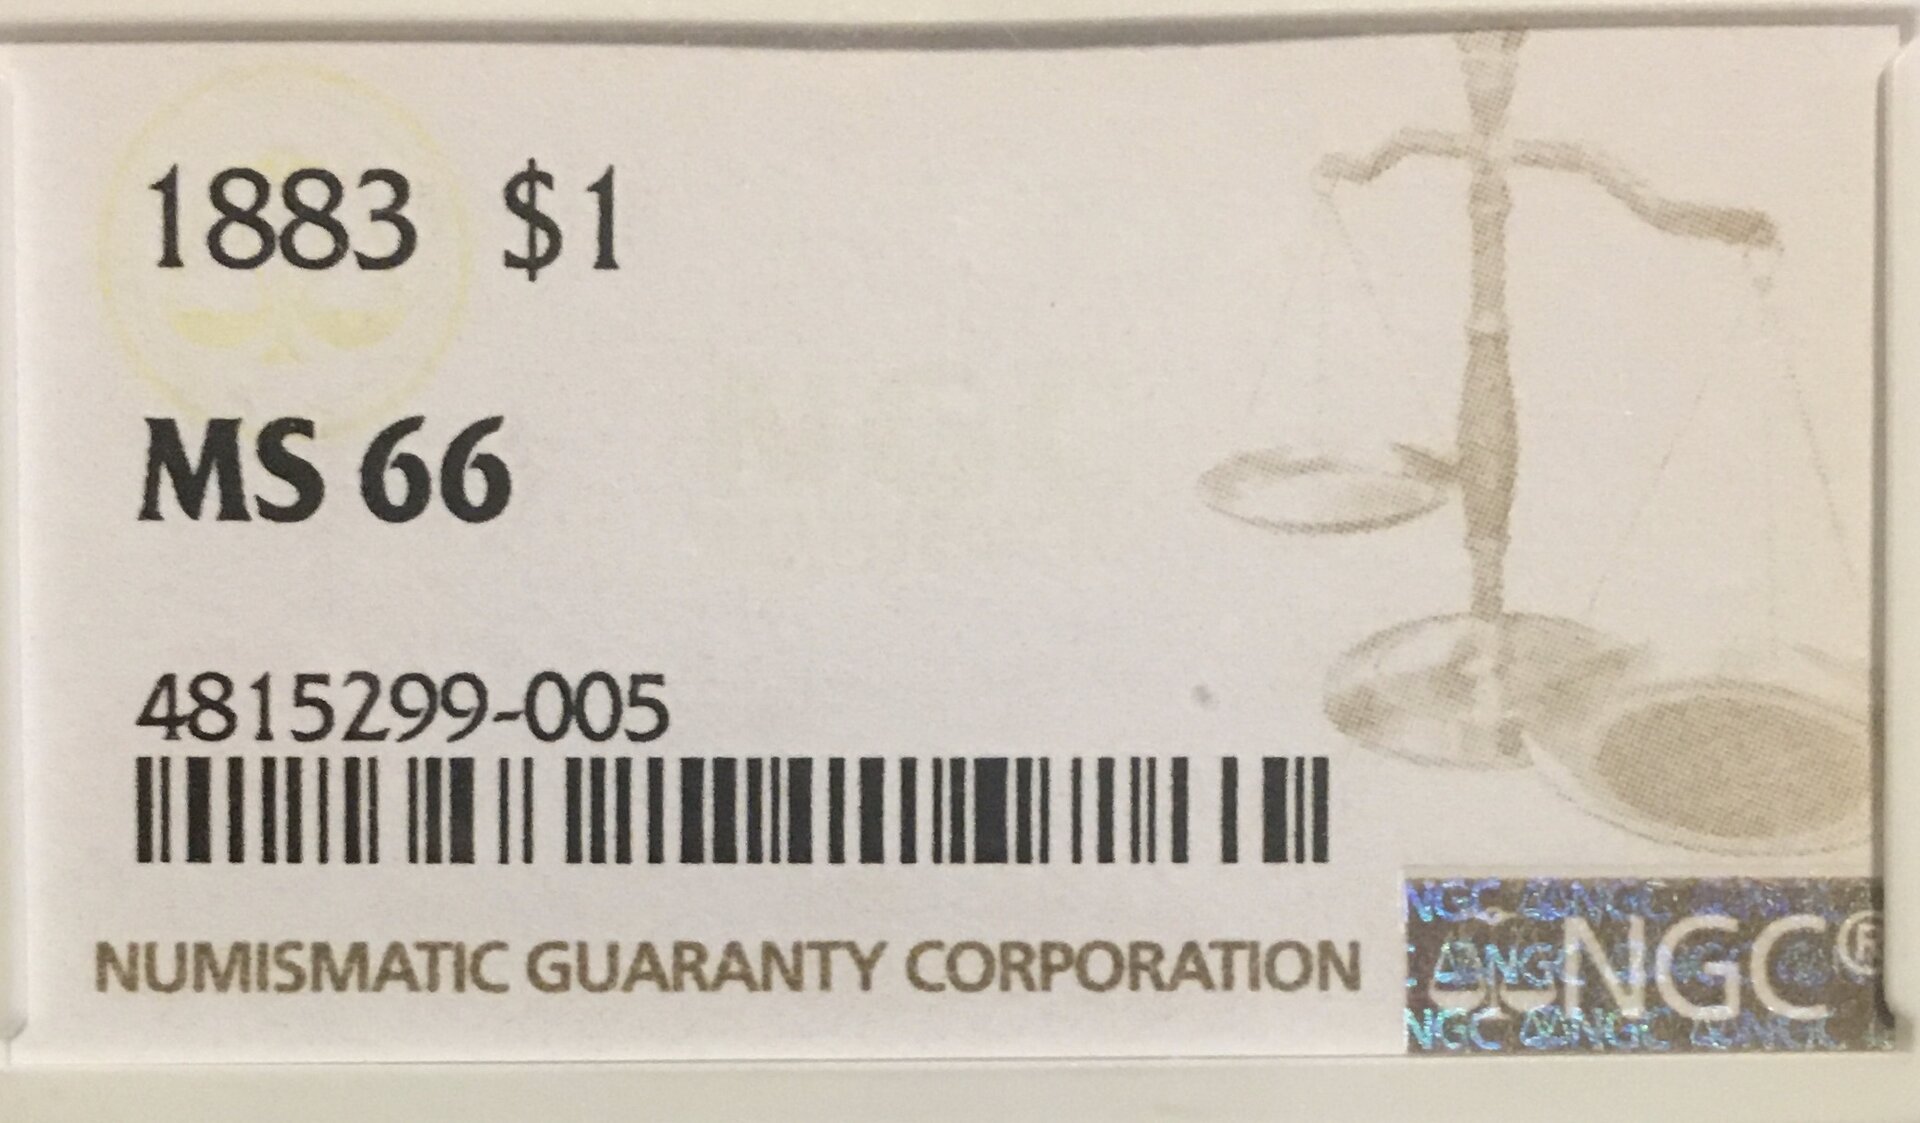 1883 $1
MS 66
4815299-005
NUMISMATIC GUARANTY CORPORATION
NGC®